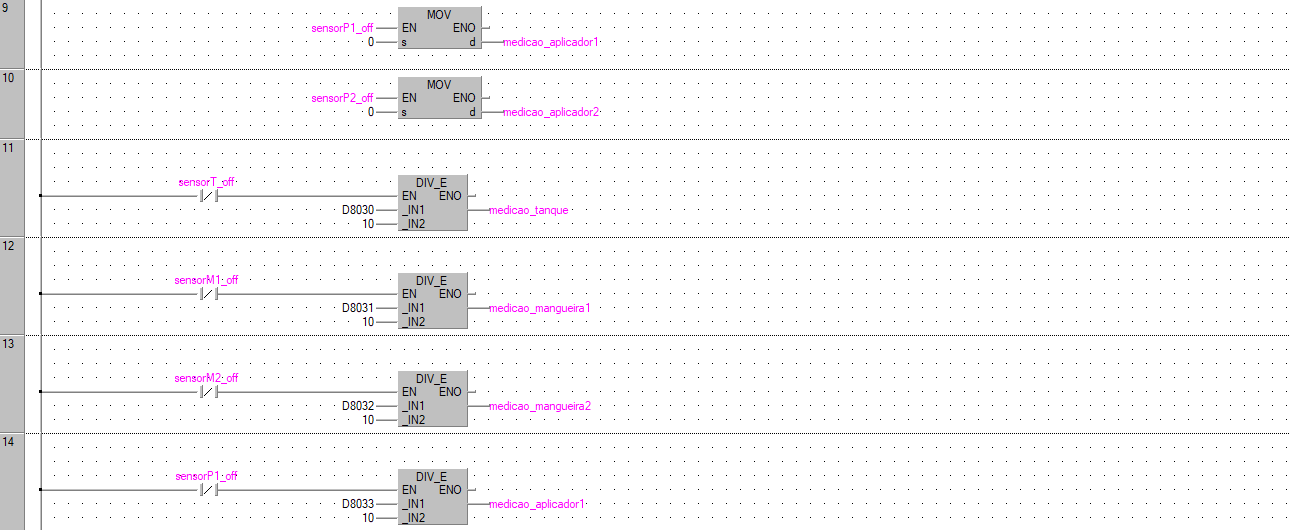 9
MOV
sensorP1_off EN ENO
0 s d medicao_aplicador1
10
MOV
sensorP2_off EN ENO
0 s d medicao_aplicador2
11
sensorT_off DIV_E
EN ENO
D8030 _IN1 medicao_tanque
10 _IN2
12
sensorM1_off DIV_E
EN ENO
D8031 _IN1 medicao_mangueira1
10 _IN2
13
sensorM2_off DIV_E
EN ENO
D8032 _IN1 medicao_mangueira2
10 _IN2
14
sensorP1_off DIV_E
EN ENO
D8033 _IN1 medicao_aplicador1
10 _IN2